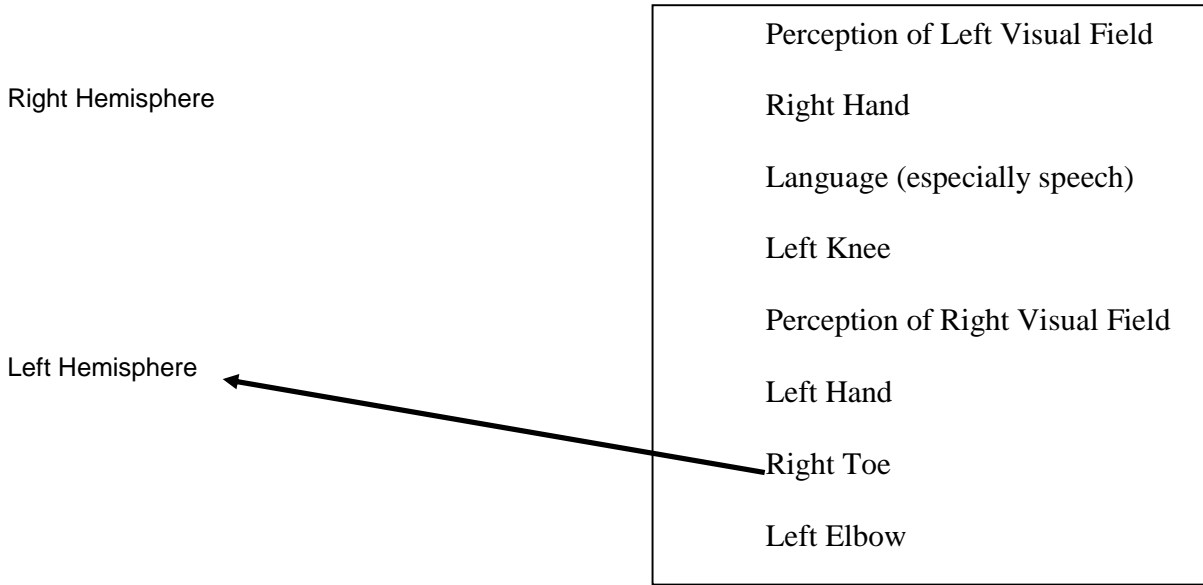 Perception of Left Visual Field
Right Hemisphere
Right Hand
Language (especially speech)
Left Knee
Perception of Right Visual Field
Left Hemisphere
Left Hand
Right Toe
Left Elbow